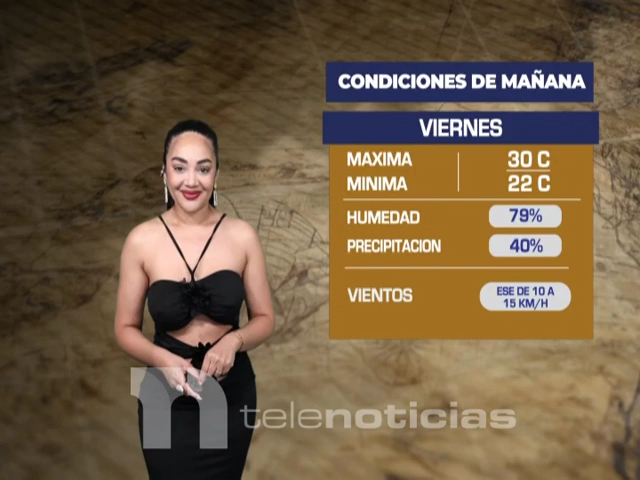 CONDICIONES DE MAÑANA
VIERNES
MAXIMA 30 C
MINIMA 22 C
HUMEDAD 79%
PRECIPITACION 40%
VIENTOS ESE DE 10 A
15 KM/H
n telenoticias